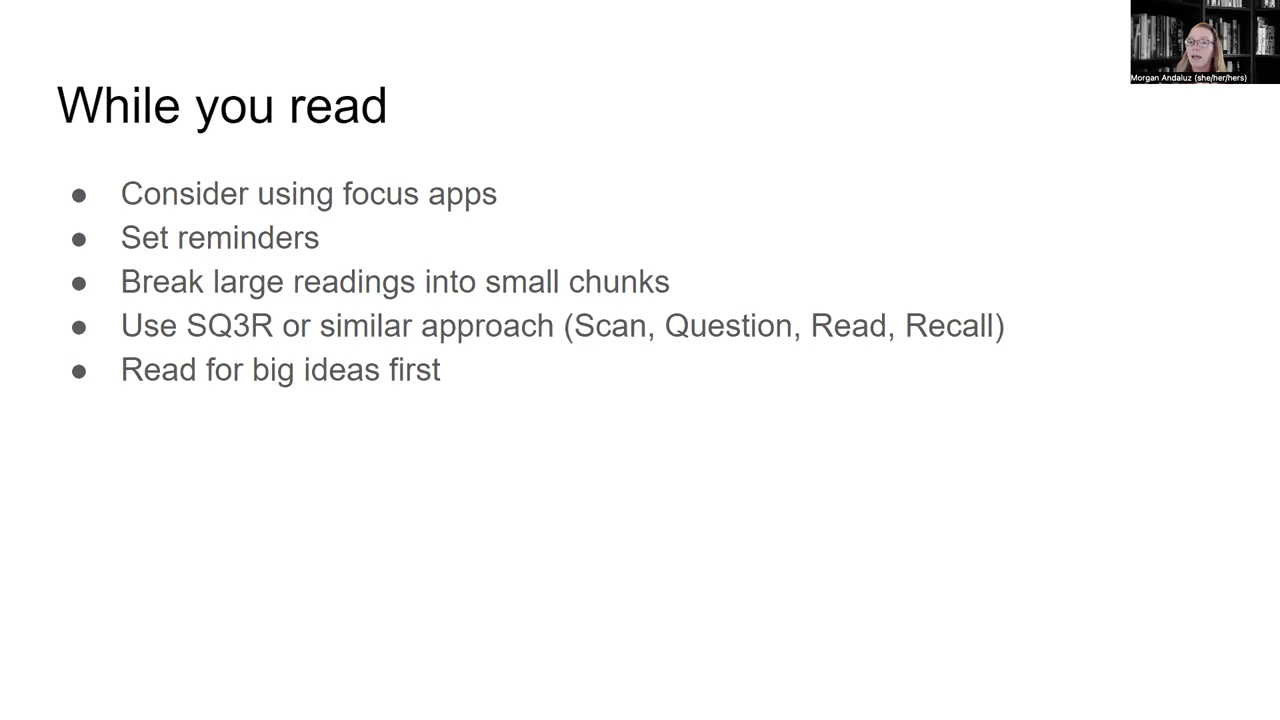 Morgan Andaluz (she/her/hers)
While you read
● Consider using focus apps
● Set reminders
● Break large readings into small chunks
● Use SQ3R or similar approach (Scan, Question, Read, Recall)
● Read for big ideas first